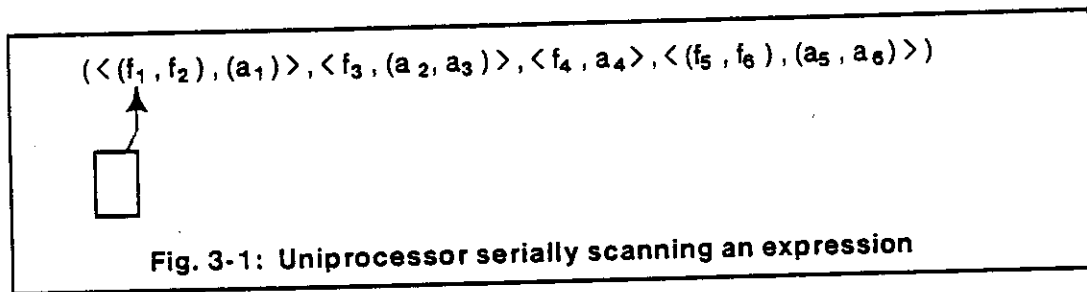 (<(f₁, f₂), (a₁)>, <f₃, (a₂, a₃)>, <f₄, a₄>, <(f₅, f₆), (a₅, a₆)>)
Fig. 3-1: Uniprocessor serially scanning an expression